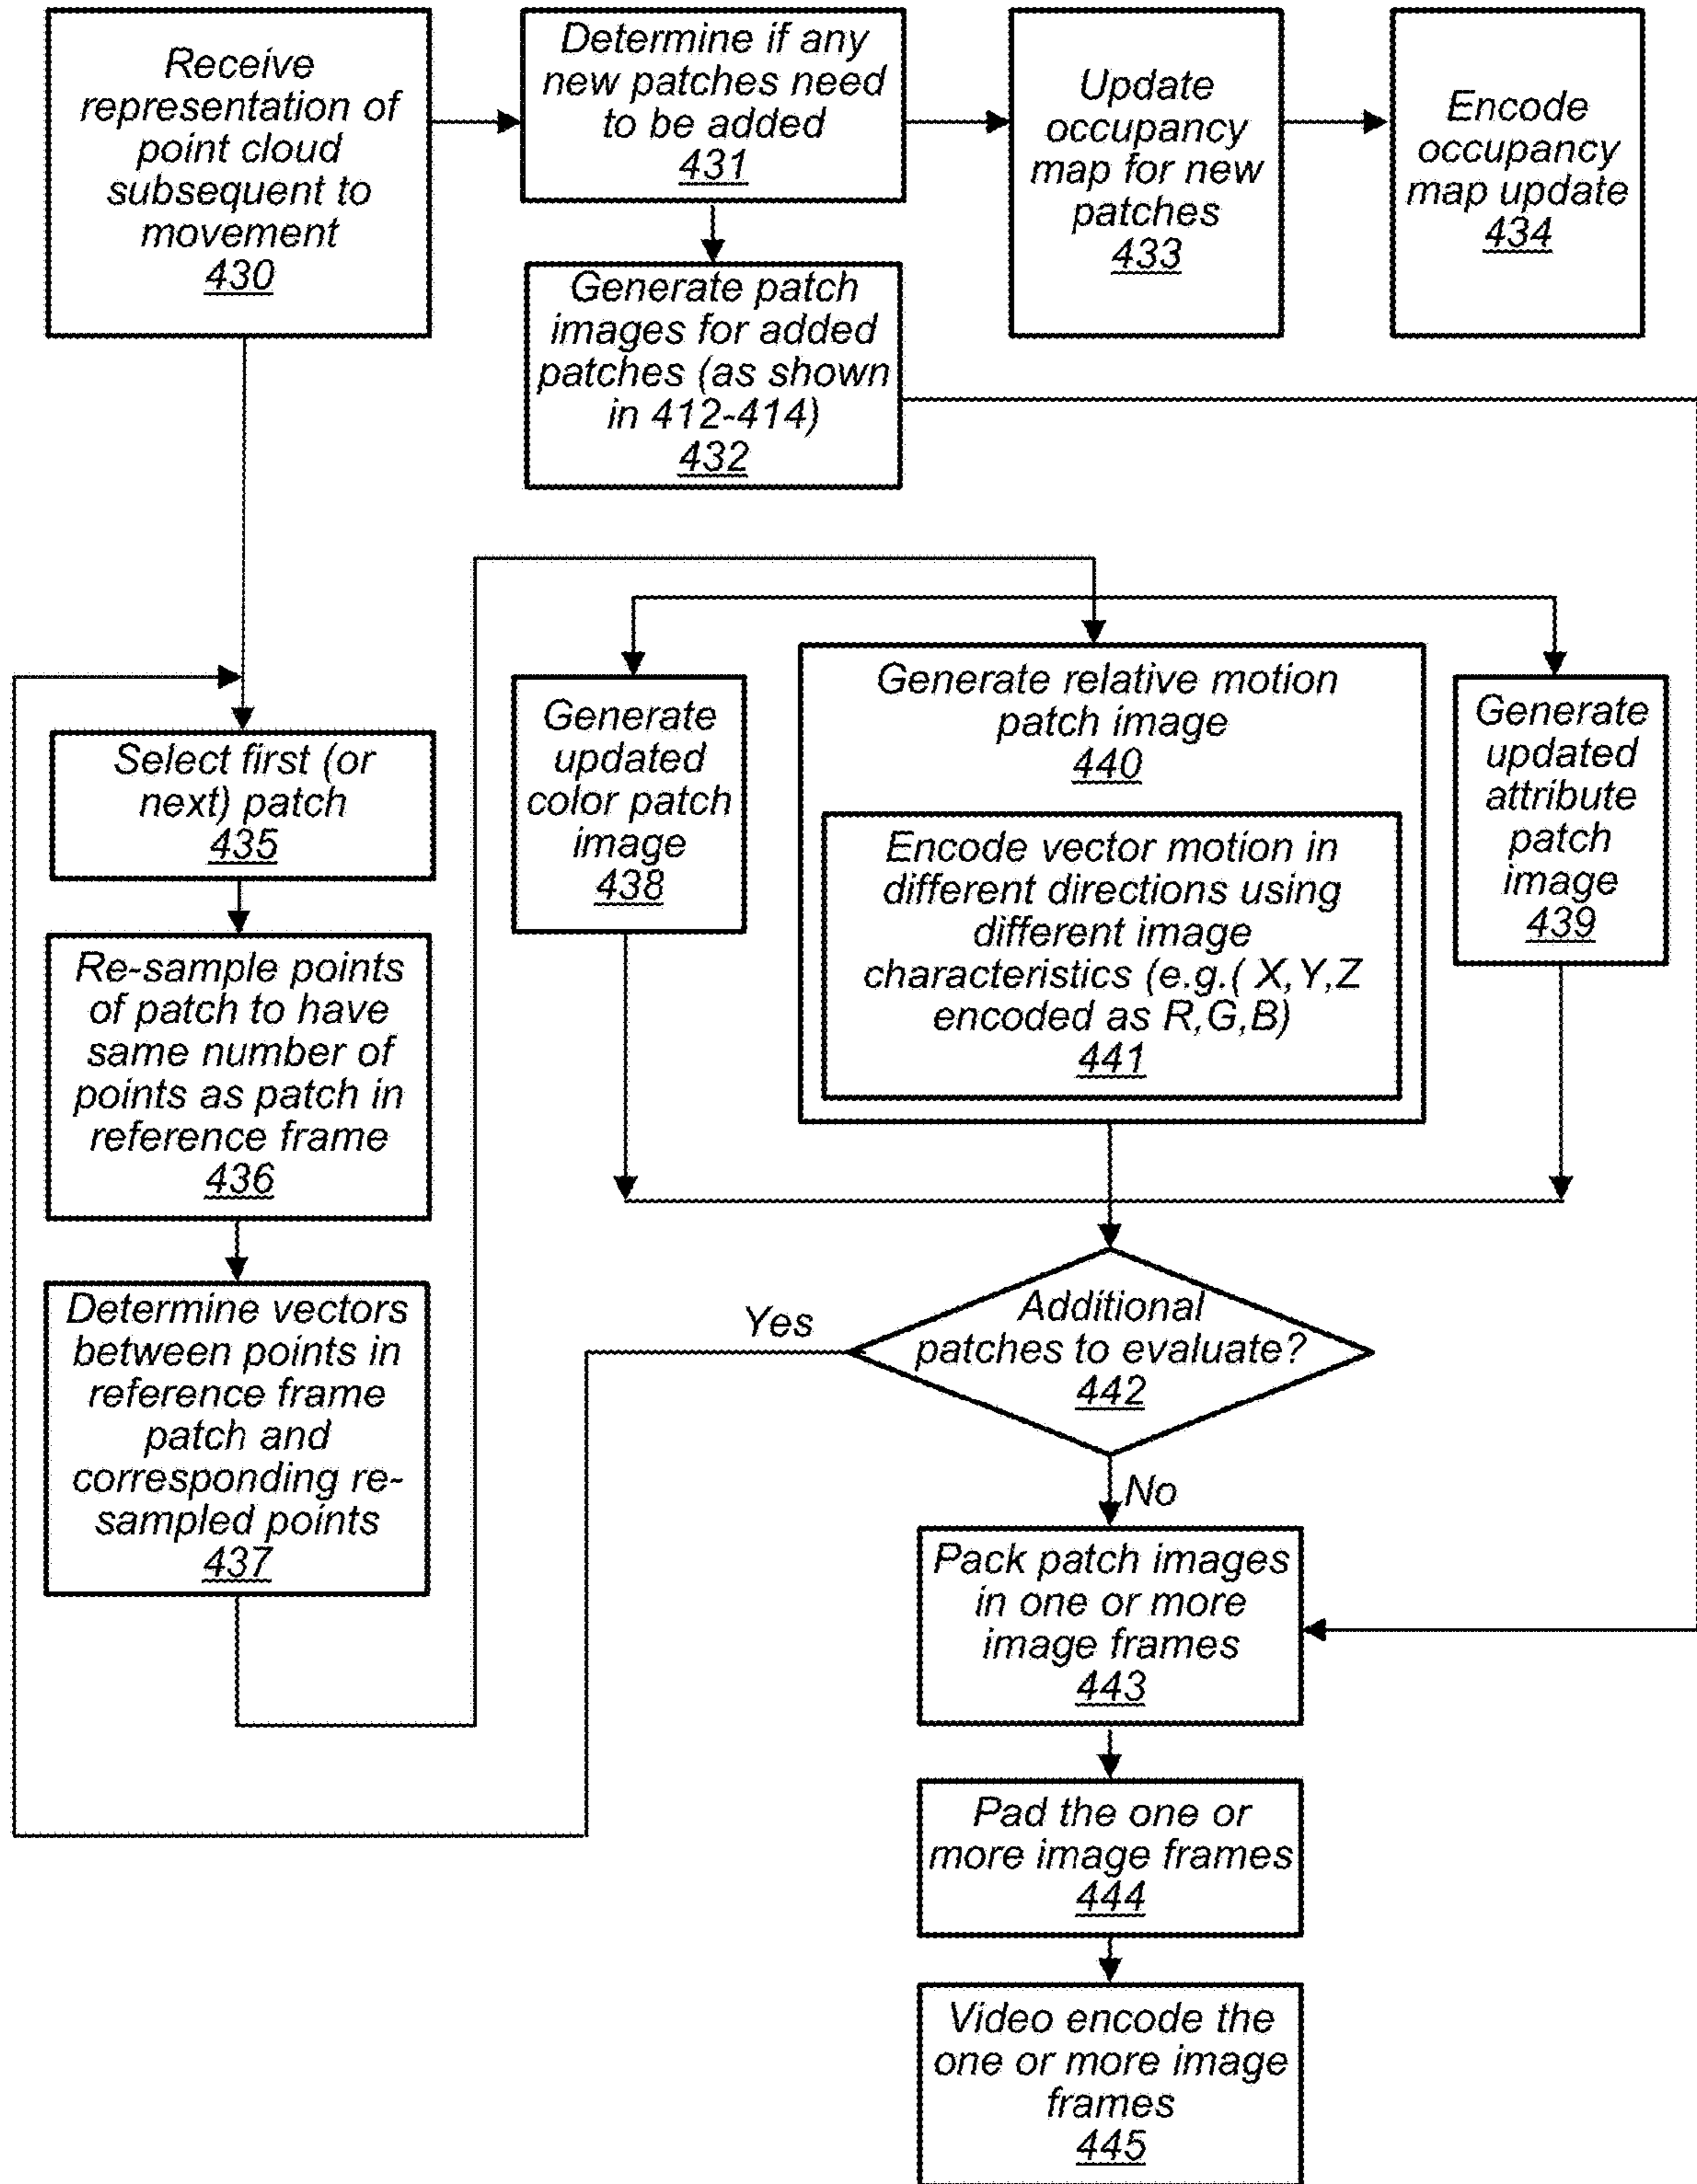 Receive
representation of
point cloud
subsequent to
movement
430
Determine if any
new patches need
to be added
431
Update
occupancy
map for new
patches
433
Encode
occupancy
map update
434
Generate patch
images for added
patches (as shown
in 412-414)
432
Select first (or
next) patch
435
Re-sample points
of patch to have
same number of
points as patch in
reference frame
436
Determine vectors
between points in
reference frame
patch and
corresponding re-
sampled points
437
Generate
updated
color patch
image
438
Generate relative motion
patch image
440
Encode vector motion in
different directions using
different image
characteristics (e.g.( X,Y,Z
encoded as R,G,B)
441
Generate
updated
attribute
patch
image
439
Additional
patches to evaluate?
442
Yes
No
Pack patch images
in one or more
image frames
443
Pad the one or
more image frames
444
Video encode the
one or more image
frames
445